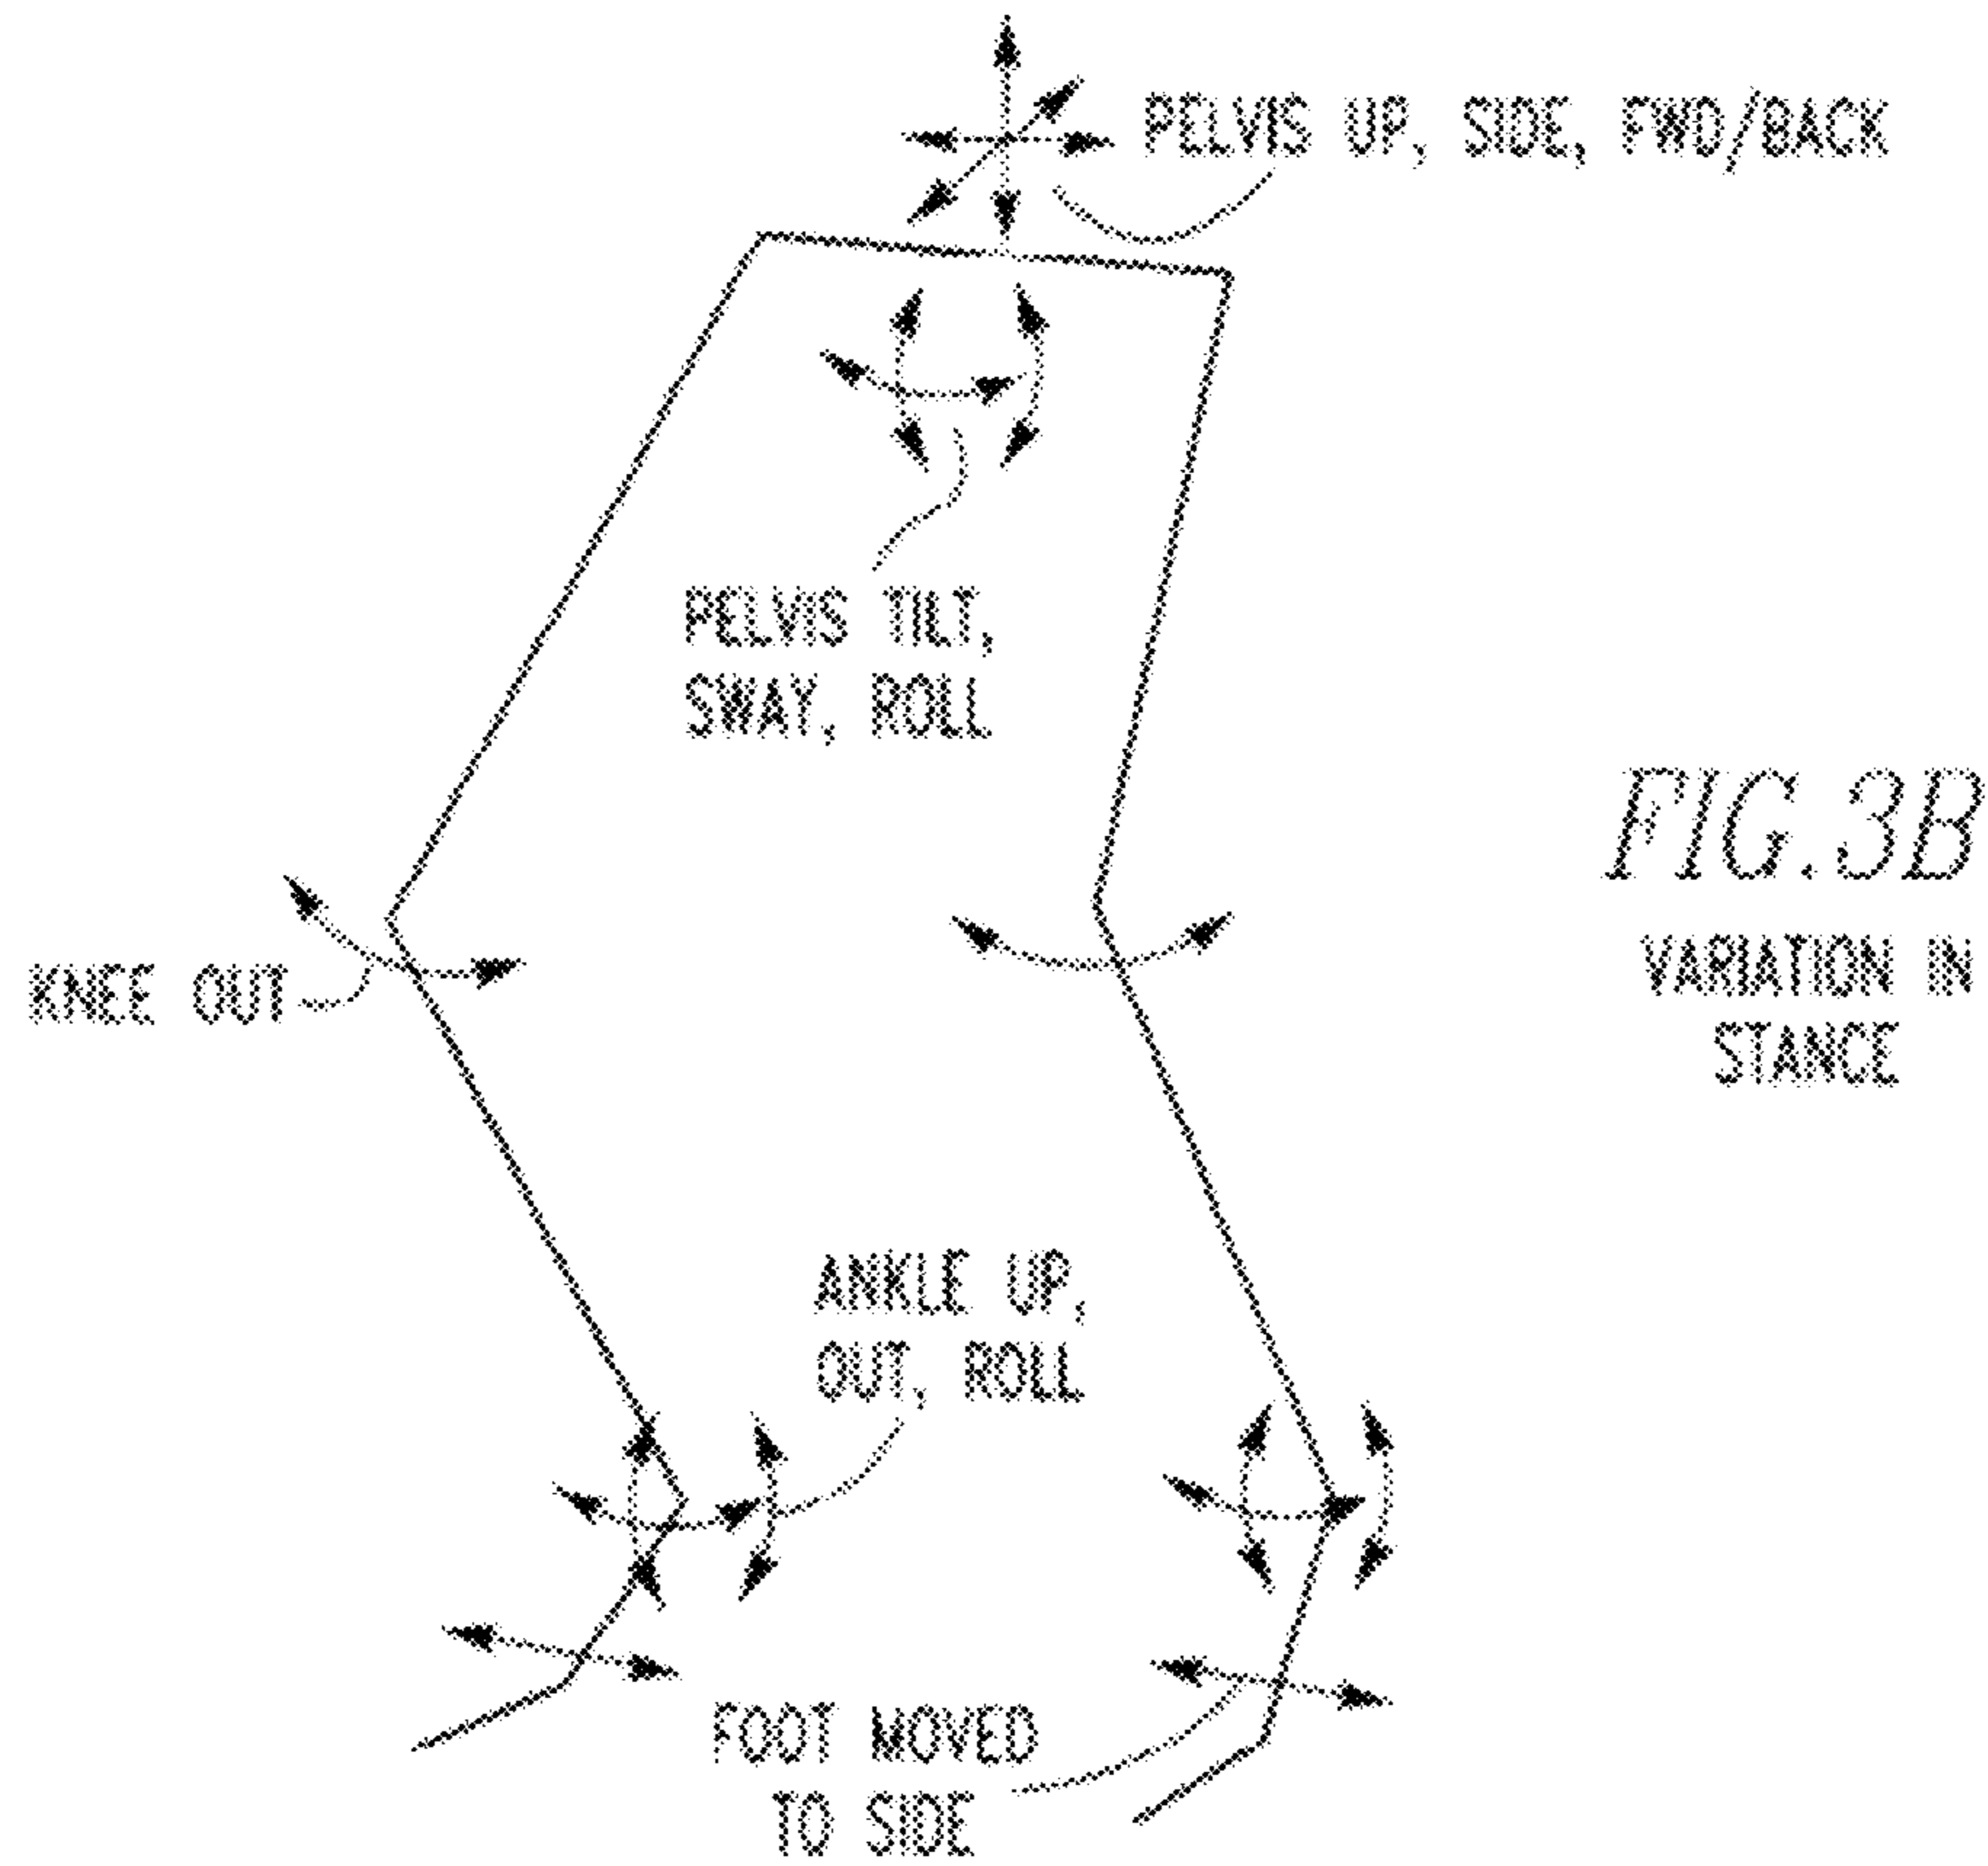 PELVIS UP, SIDE, FWD/BACK
PELVIS TILT,
SWAY, ROLL
FIG.3B
VARIATION IN
STANCE
KNEE OUT
ANKLE UP,
OUT, ROLL
FOOT MOVED
TO SIDE